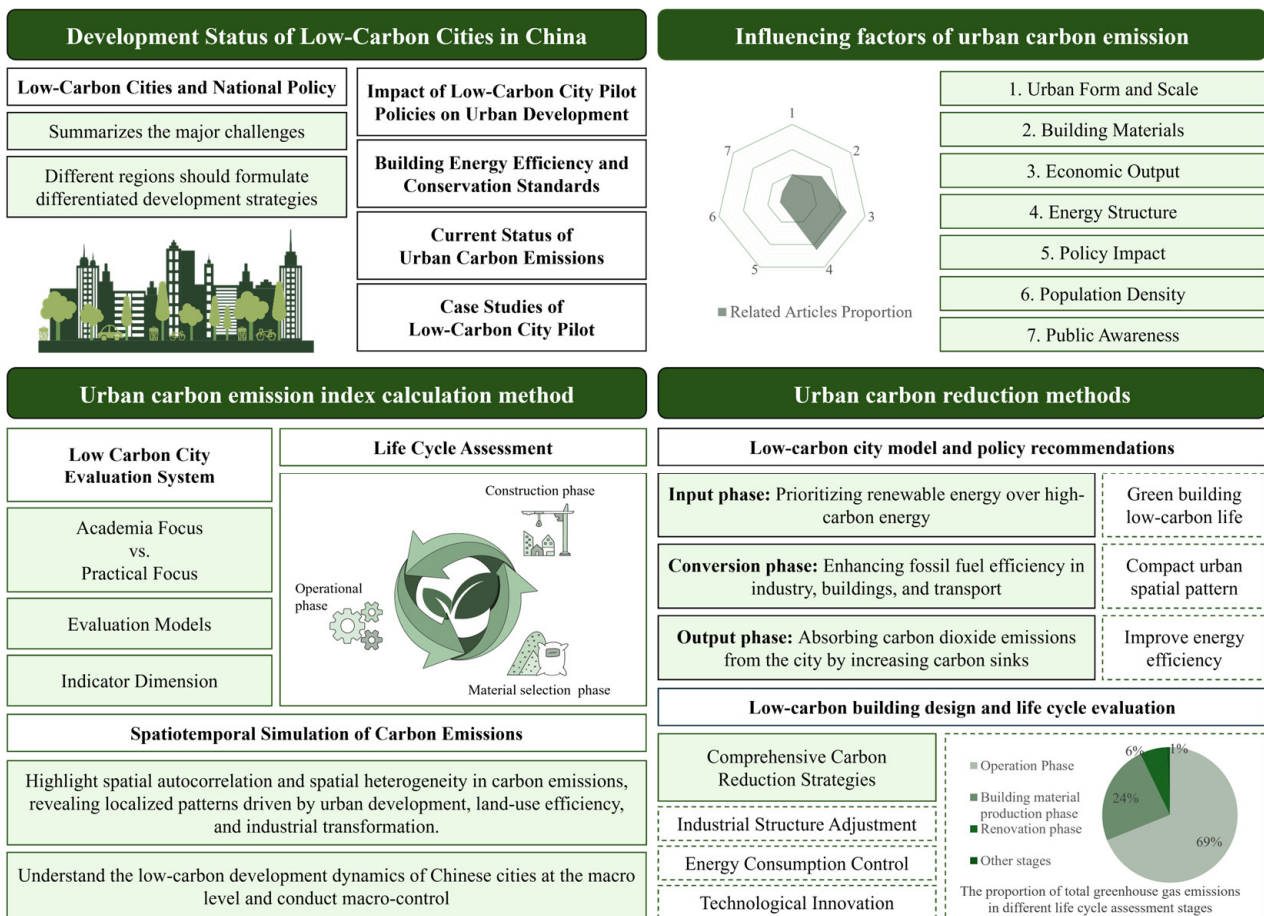 Development Status of Low-Carbon Cities in China
Low-Carbon Cities and National Policy
Summarizes the major challenges
Different regions should formulate
differentiated development strategies
Impact of Low-Carbon City Pilot
Policies on Urban Development
Building Energy Efficiency and
Conservation Standards
Current Status of
Urban Carbon Emissions
Case Studies of
Low-Carbon City Pilot
Influencing factors of urban carbon emission
1
2
3
4
5
6
7
Related Articles Proportion
1. Urban Form and Scale
2. Building Materials
3. Economic Output
4. Energy Structure
5. Policy Impact
6. Population Density
7. Public Awareness
Urban carbon emission index calculation method
Low Carbon City
Evaluation System
Academia Focus
vs.
Practical Focus
Evaluation Models
Indicator Dimension
Life Cycle Assessment
Construction phase
Operational
phase
Material selection phase
Spatiotemporal Simulation of Carbon Emissions
Highlight spatial autocorrelation and spatial heterogeneity in carbon emissions,
revealing localized patterns driven by urban development, land-use efficiency,
and industrial transformation.
Understand the low-carbon development dynamics of Chinese cities at the macro
level and conduct macro-control
Urban carbon reduction methods
Low-carbon city model and policy recommendations
Input phase: Prioritizing renewable energy over high-
carbon energy
Green building
low-carbon life
Conversion phase: Enhancing fossil fuel efficiency in
industry, buildings, and transport
Compact urban
spatial pattern
Output phase: Absorbing carbon dioxide emissions
from the city by increasing carbon sinks
Improve energy
efficiency
Low-carbon building design and life cycle evaluation
Comprehensive Carbon
Reduction Strategies
Industrial Structure Adjustment
Energy Consumption Control
Technological Innovation
Operation Phase
Building material
production phase
Renovation phase
Other stages
6%
1%
24%
69%
The proportion of total greenhouse gas emissions
in different life cycle assessment stages